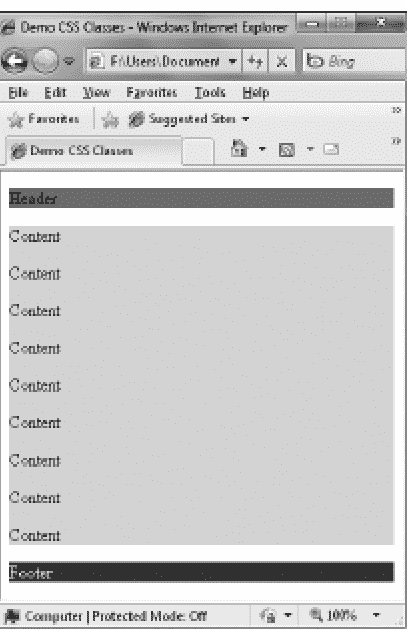 Demo CSS Classes - Windows Internet Explorer
F:\Users\Document
Bing
File Edit View Favorites Tools Help
Favorites Suggested Sites
Demo CSS Classes
Header
Content
Content
Content
Content
Content
Content
Content
Content
Content
Footer
Computer | Protected Mode: Off 100%